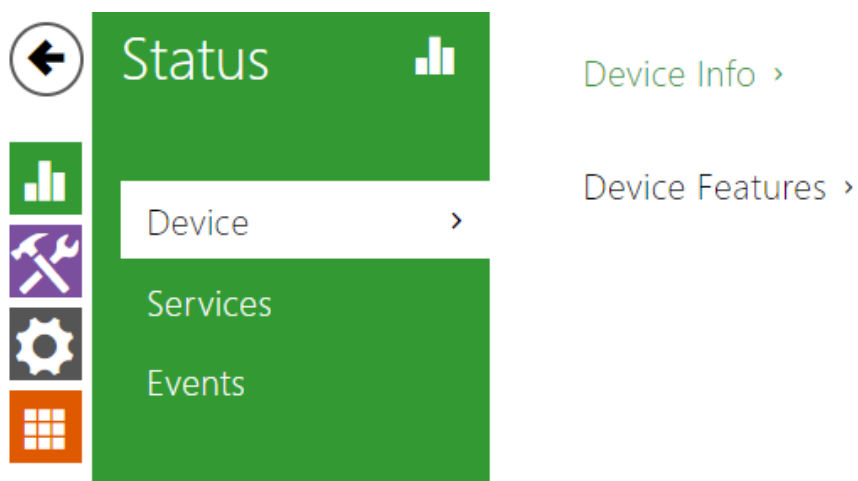 Status
Device
Services
Events
Device Info
Device Features